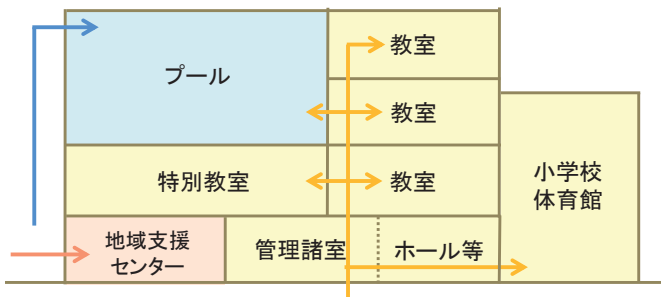 プール
教室
教室
特別教室
教室
小学校
体育館
地域支援
センター
管理諸室
ホール等